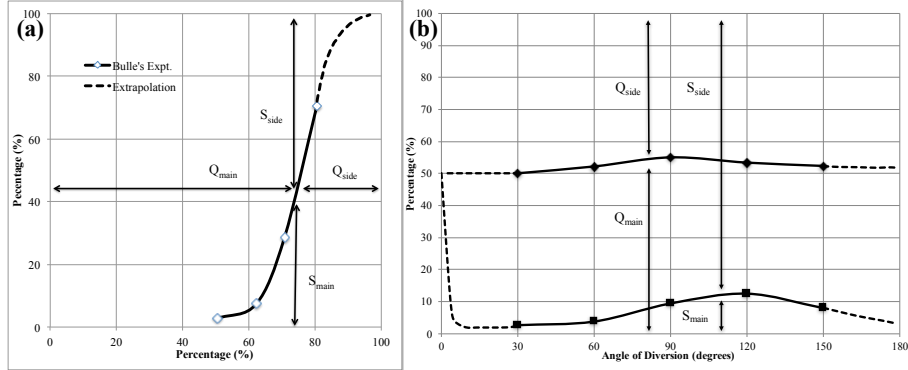 (a)
100
80
60
40
20
0
Pecentage (%)
Bulle's Expt.
Extrapolation
S_side
Q_main
Q_side
S_main
0 20 40 60 80 100
Percentage (%)
(b)
100
90
80
70
60
50
40
30
20
10
0
Percentage (%)
Q_side
S_side
Q_main
S_main
0 30 60 90 120 150 180
Angle of Diversion (degrees)